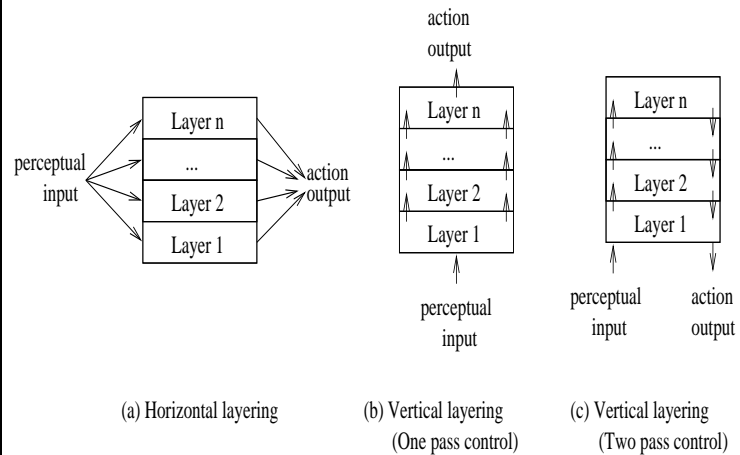 perceptual
input
Layer n
...
Layer 2
Layer 1
action
output
(a) Horizontal layering
action
output
Layer n
...
Layer 2
Layer 1
perceptual
input
(b) Vertical layering
(One pass control)
Layer n
...
Layer 2
Layer 1
perceptual
input
action
output
(c) Vertical layering
(Two pass control)